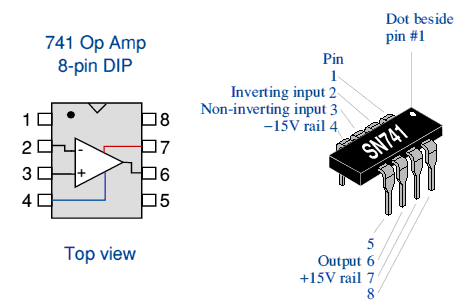 741 Op Amp
8-pin DIP
1
8
2
-
7
3
+
6
4
5
Top view
Dot beside
pin #1
Pin
1
Inverting input 2
Non-inverting input 3
−15V rail 4
SN741
5
Output 6
+15V rail 7
8